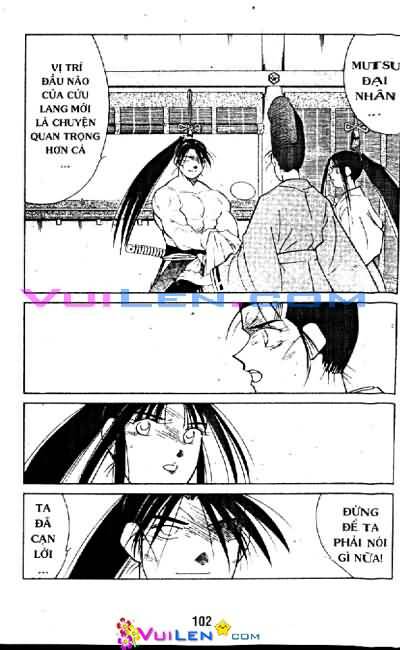 MUTSU
ĐẠI
NHÂN
...
VỊ TRÍ
ĐẦU NÃO
CỦA CỬU
LANG MỚI
LÀ CHUYỆN
QUAN TRỌNG
HƠN CẢ
...
VUILEN.COM
ĐỪNG
ĐỂ TA
PHẢI NÓI
GÌ NỮA!
TA
ĐÃ
CẠN
LỜI
...
102
VUILEN.COM